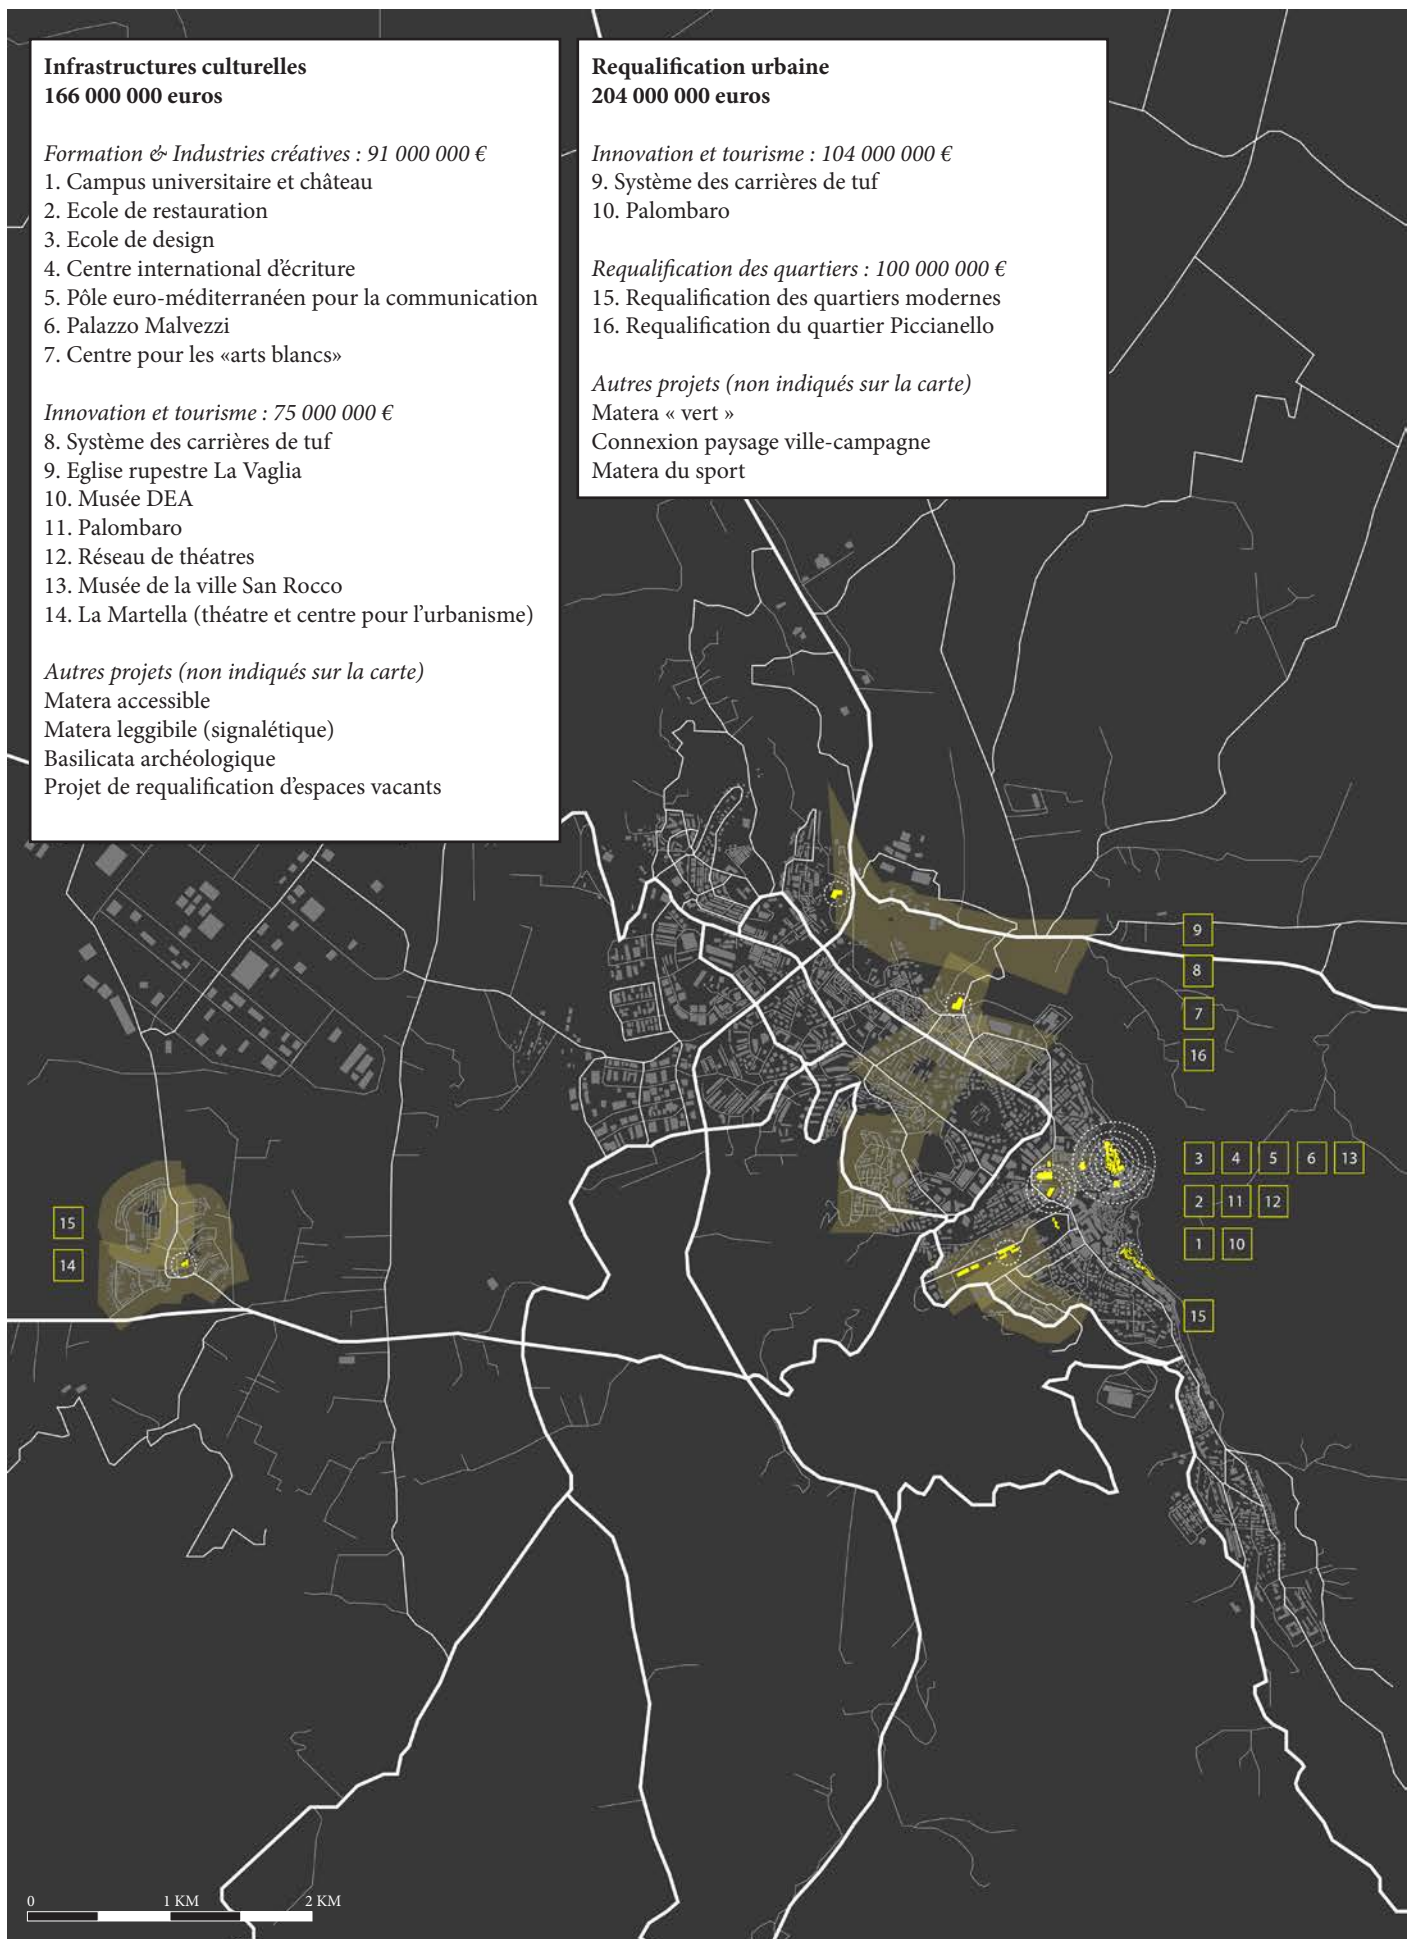 Infrastructures culturelles
166 000 000 euros
Formation & Industries créatives : 91 000 000 €
1. Campus universitaire et château
2. Ecole de restauration
3. Ecole de design
4. Centre international d'écriture
5. Pôle euro-méditerranéen pour la communication
6. Palazzo Malvezzi
7. Centre pour les «arts blancs»
Innovation et tourisme : 75 000 000 €
8. Système des carrières de tuf
9. Eglise rupestre La Vaglia
10. Musée DEA
11. Palombaro
12. Réseau de théatres
13. Musée de la ville San Rocco
14. La Martella (théatre et centre pour l'urbanisme)
Autres projets (non indiqués sur la carte)
Matera accessible
Matera leggibile (signalétique)
Basilicata archéologique
Projet de requalification d'espaces vacants
Requalification urbaine
204 000 000 euros
Innovation et tourisme : 104 000 000 €
9. Système des carrières de tuf
10. Palombaro
Requalification des quartiers : 100 000 000 €
15. Requalification des quartiers modernes
16. Requalification du quartier Piccianello
Autres projets (non indiqués sur la carte)
Matera « vert »
Connexion paysage ville-campagne
Matera du sport
9
8
7
16
3 4 5 6 13
2 11 12
1 10
15
15
14
0 1 KM 2 KM